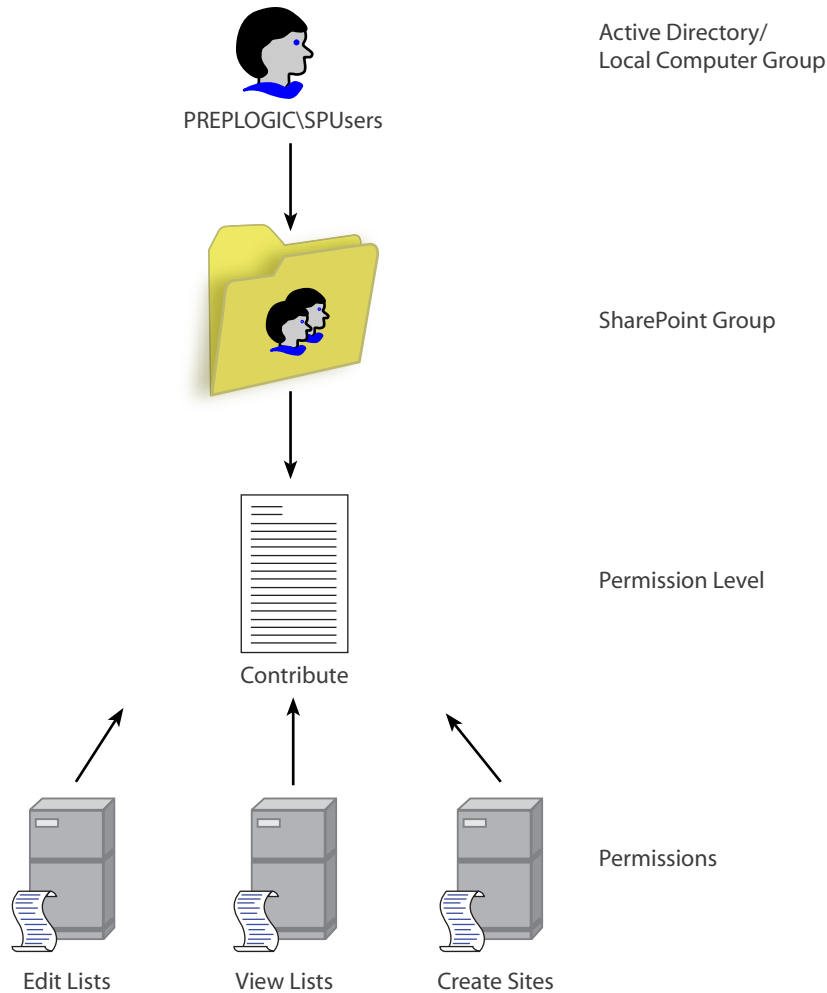 Active Directory/
Local Computer Group
PREPLOGIC\SPUsers
SharePoint Group
Permission Level
Contribute
Permissions
Edit Lists
View Lists
Create Sites